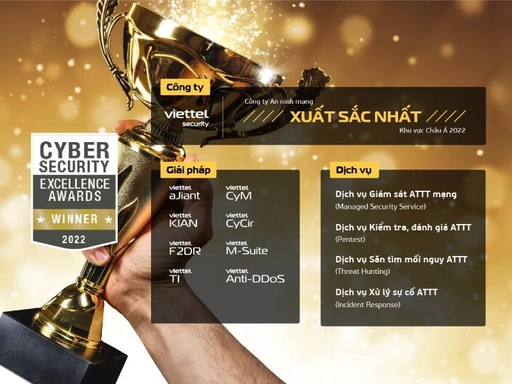 Công ty
viettel
security
Công ty An ninh mạng
XUẤT SẮC NHẤT
Khu vực Châu Á 2022
CYBER
SECURITY
EXCELLENCE
AWARDS
WINNER
2022
Giải pháp
viettel
aJiant
viettel
CyM
viettel
KIAN
viettel
CyCir
viettel
F2DR
viettel
M-Suite
viettel
TI
viettel
Anti-DDoS
Dịch vụ
Dịch vụ Giám sát ATTT mạng
(Managed Security Service)
Dịch vụ Kiểm tra, đánh giá ATTT
(Pentest)
Dịch vụ Săn tìm mối nguy ATTT
(Threat Hunting)
Dịch vụ Xử lý sự cố ATTT
(Incident Response)